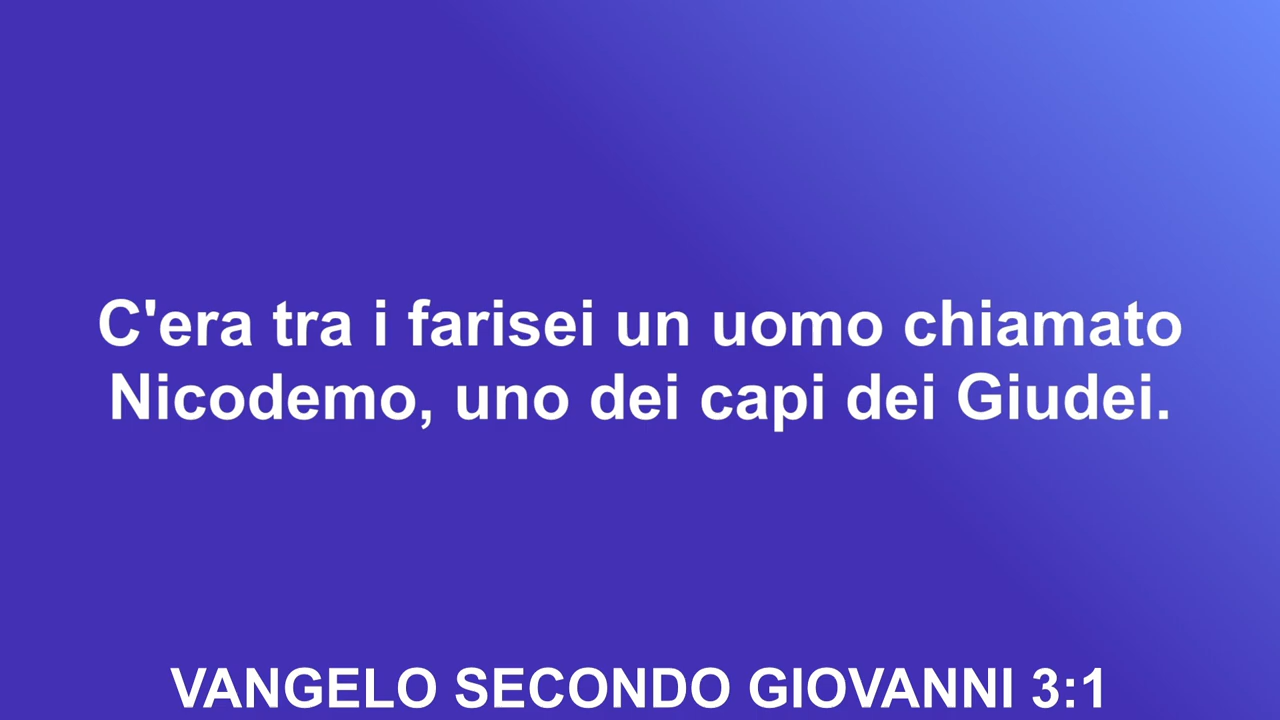 C'era tra i farisei un uomo chiamato
Nicodemo, uno dei capi dei Giudei.
VANGELO SECONDO GIOVANNI 3:1